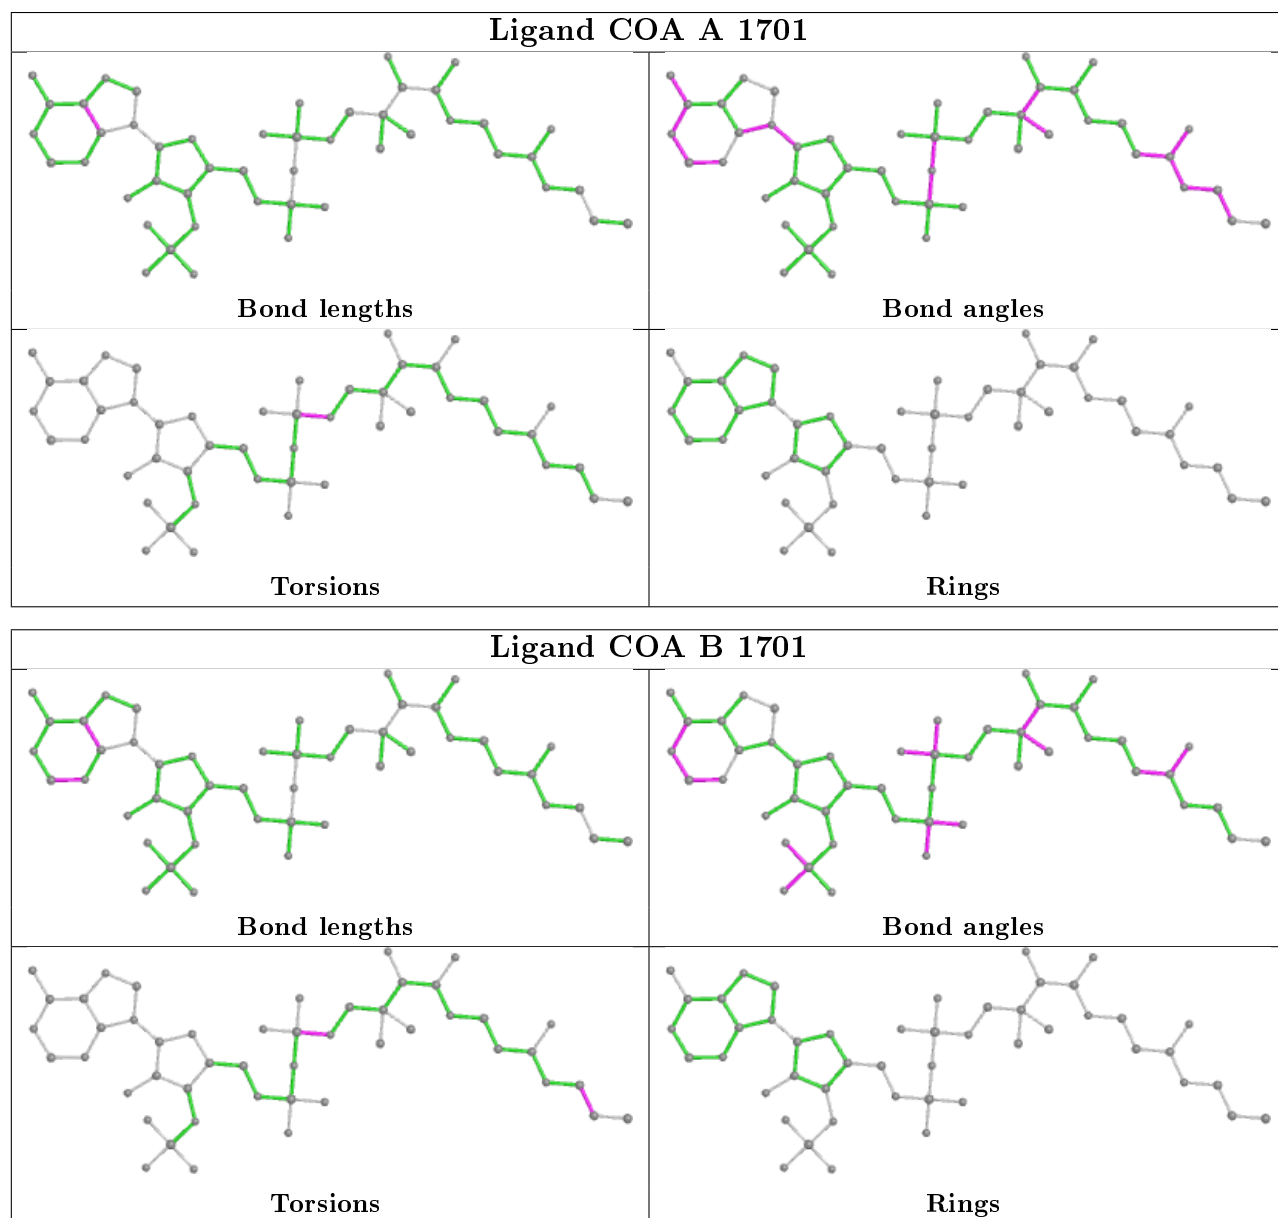 Ligand COA A 1701
Bond lengths
Bond angles
Torsions
Rings
Ligand COA B 1701
Bond lengths
Bond angles
Torsions
Rings